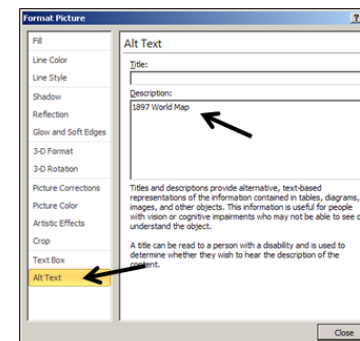 Format Picture
Fill
Line Color
Line Style
Shadow
Reflection
Glow and Soft Edges
3-D Format
3-D Rotation
Picture Corrections
Picture Color
Artistic Effects
Crop
Text Box
Alt Text
Alt Text
Title:
Description:
1897 World Map
Titles and descriptions provide alternative, text-based
representations of the information contained in tables, diagrams,
images, and other objects. This information is useful for people
with vision or cognitive impairments who may not be able to see o
understand the object.
A title can be read to a person with a disability and is used to
determine whether they wish to hear the description of the
content.
Close